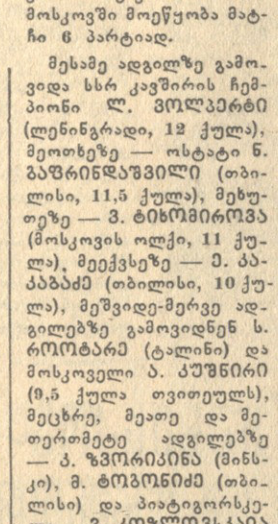 მოსკოვში მოეწყობა მატ-
ჩი 6 პარტიად.
მესამე ადგილზე გამო-
ვიდა სსრ კავშირის ჩემ-
პიონი ლ. ვოლპერტი
(ლენინგრადი, 12 ქულა),
მეოთხეზე — ოსტატი ნ.
გაფრინდაშვილი (თბი-
ლისი, 11,5 ქულა), მეხუ-
თეზე — ვ. ტიხომიროვა
(მოსკოვის ოლქი, 11 ქუ-
ლა), მეექვსეზე — ე. კა-
კაბაძე (თბილისი, 10 ქუ-
ლა), მეშვიდე-მერვე ად-
გილებზე გამოვიდნენ ს.
როოტარე (ტალინი) და
მოსკოველი ა. კუშნირი
(9,5 ქულა თვითეულს),
მეცხრე, მეათე და მე-
თერთმეტე ადგილებზე
— კ. ზვორიკინა (მინს-
კი), მ. ტოგონიძე (თბი-
ლისი) და პიატიგორსკე-